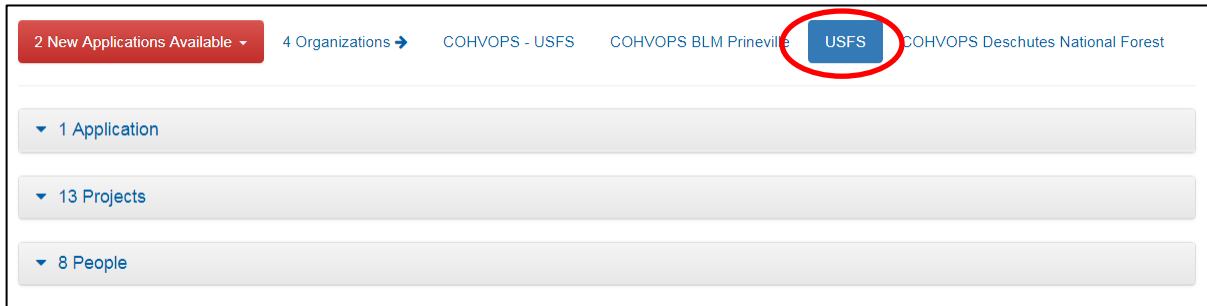 2 New Applications Available 4 Organizations COHVOPS - USFS COHVOPS BLM Prineville USFS COHVOPS Deschutes National Forest
1 Application
13 Projects
8 People